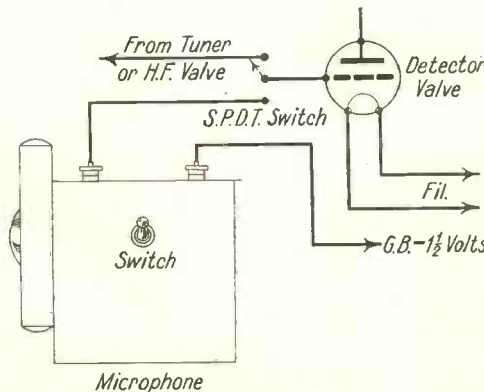 From Tuner
or H.F. Valve
Detector
Valve
S.P.D.T. Switch
Fil.
G.B.-1½ Volts
Switch
Microphone